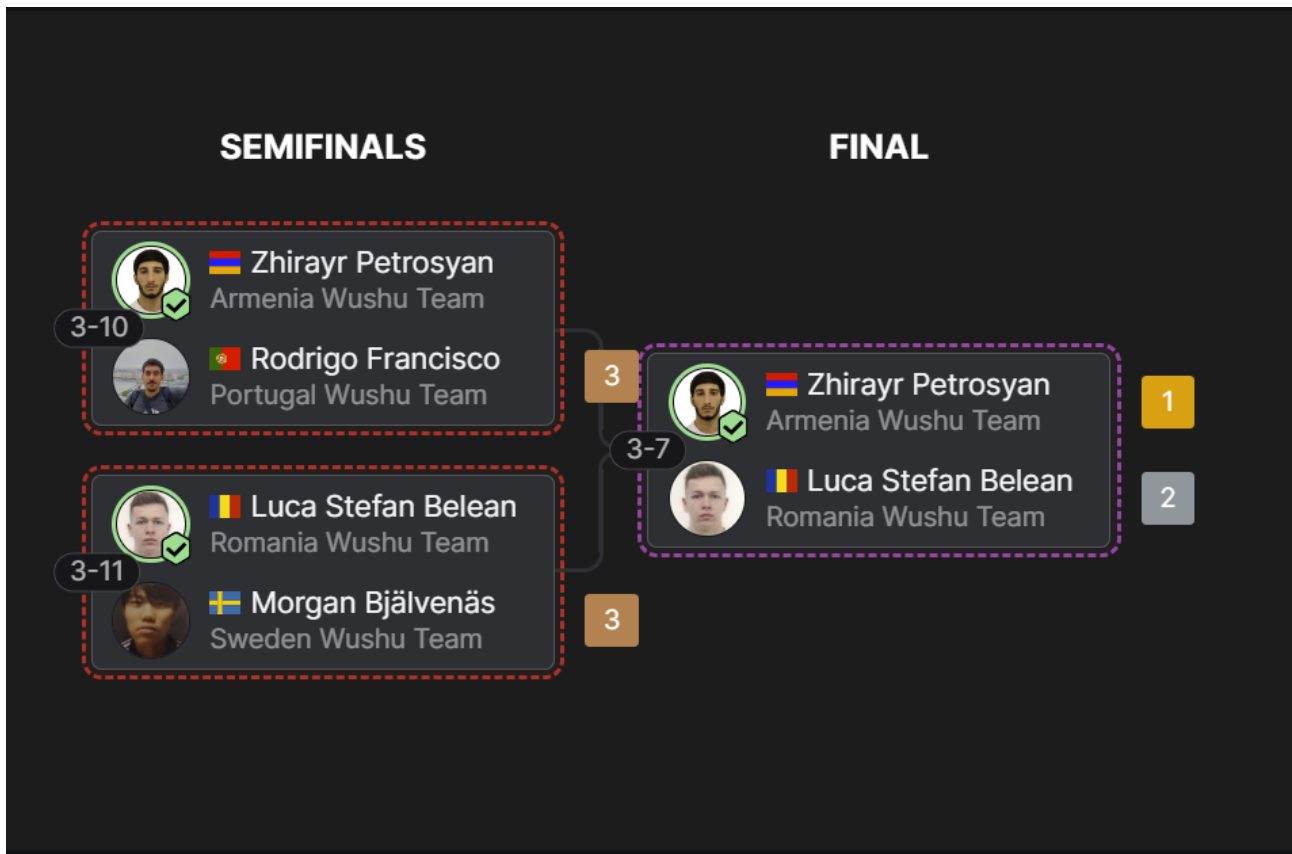 SEMIFINALS
FINAL
Zhirayr Petrosyan
Armenia Wushu Team
3-10
Rodrigo Francisco
Portugal Wushu Team
3
Luca Stefan Belean
Romania Wushu Team
3-11
Morgan Bjälvenäs
Sweden Wushu Team
3
Zhirayr Petrosyan
Armenia Wushu Team
1
3-7
Luca Stefan Belean
Romania Wushu Team
2